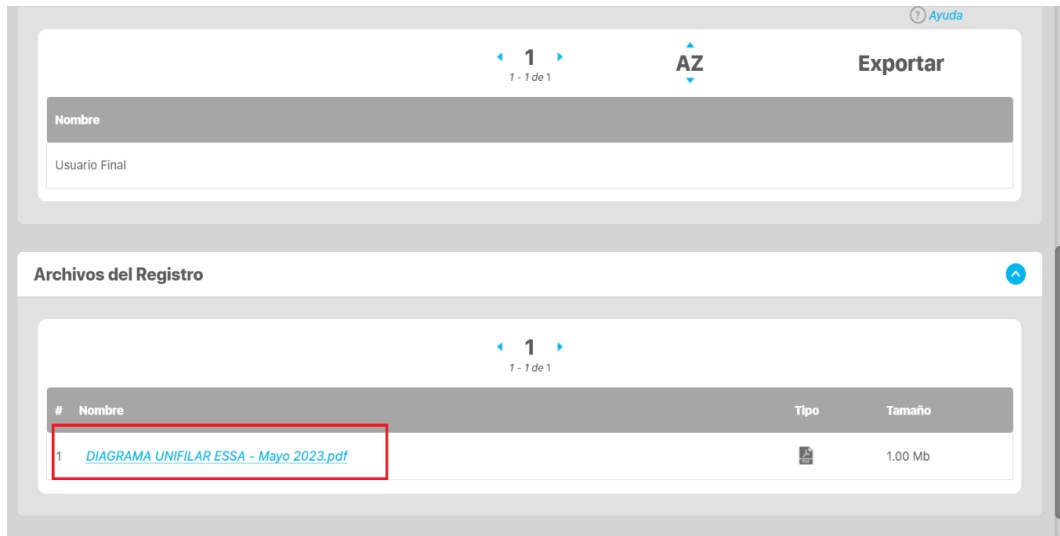 ? Ayuda
1
1 - 1 de 1
AZ
Exportar
Nombre
Usuario Final
Archivos del Registro
1
1 - 1 de 1
# Nombre Tipo Tamaño
1 DIAGRAMA UNIFILAR ESSA - Mayo 2023.pdf 1.00 Mb